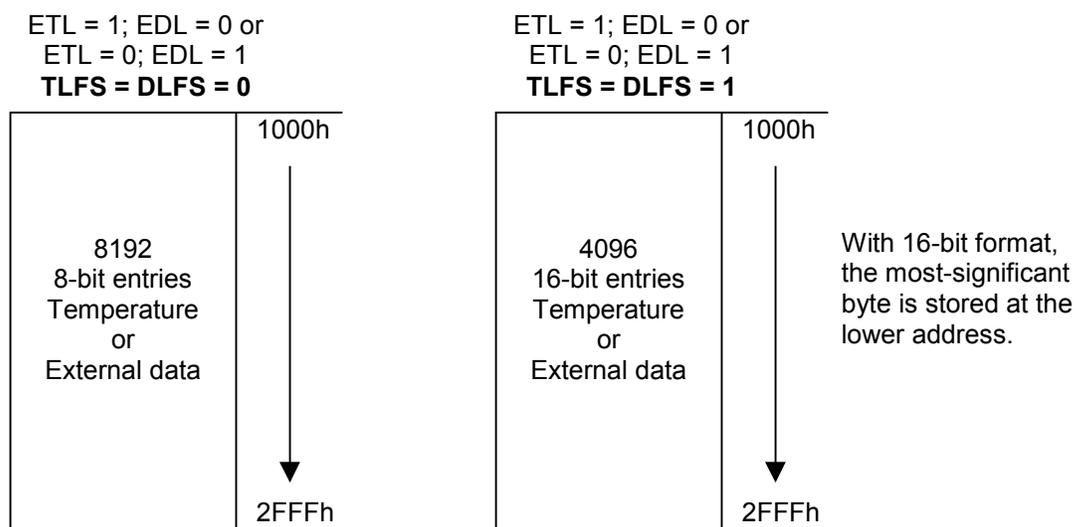 ETL = 1; EDL = 0 or
ETL = 0; EDL = 1
TLFS = DLFS = 0
1000h
8192
8-bit entries
Temperature
or
External data
2FFFh
ETL = 1; EDL = 0 or
ETL = 0; EDL = 1
TLFS = DLFS = 1
1000h
4096
16-bit entries
Temperature
or
External data
2FFFh
With 16-bit format,
the most-significant
byte is stored at the
lower address.